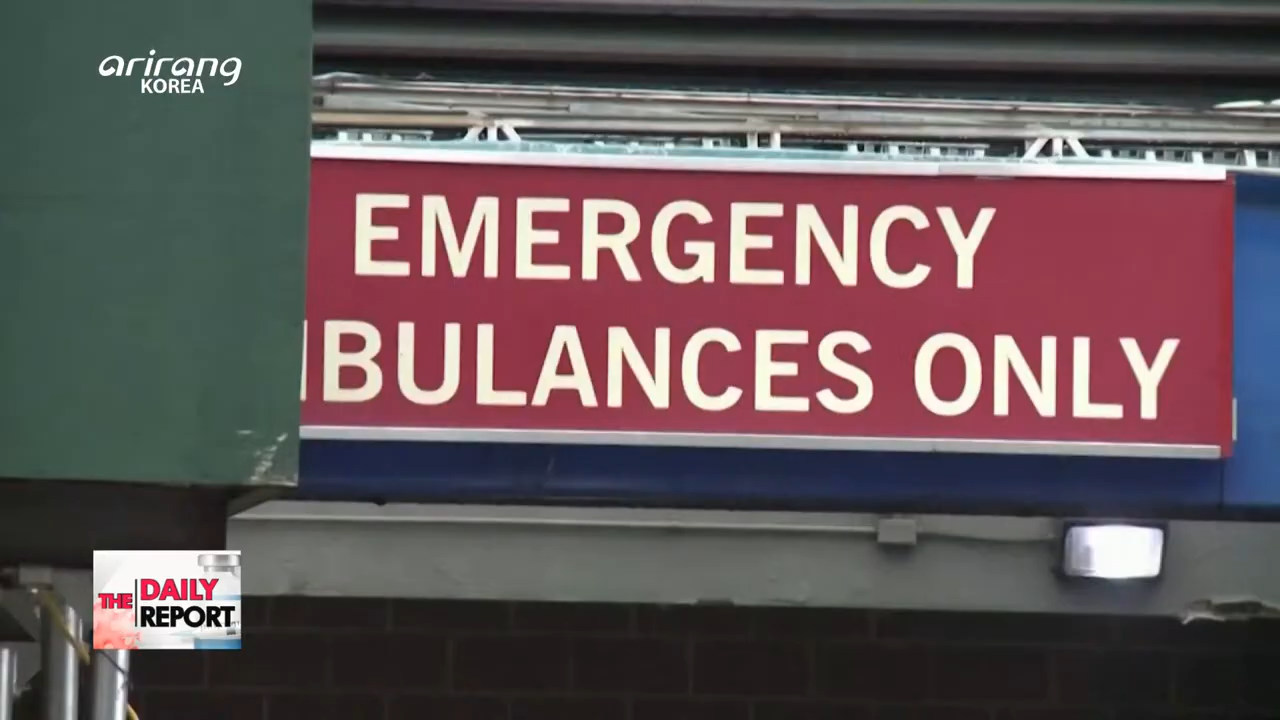 arirang
KOREA
EMERGENCY
BULANCES ONLY
THE DAILY
REPORT